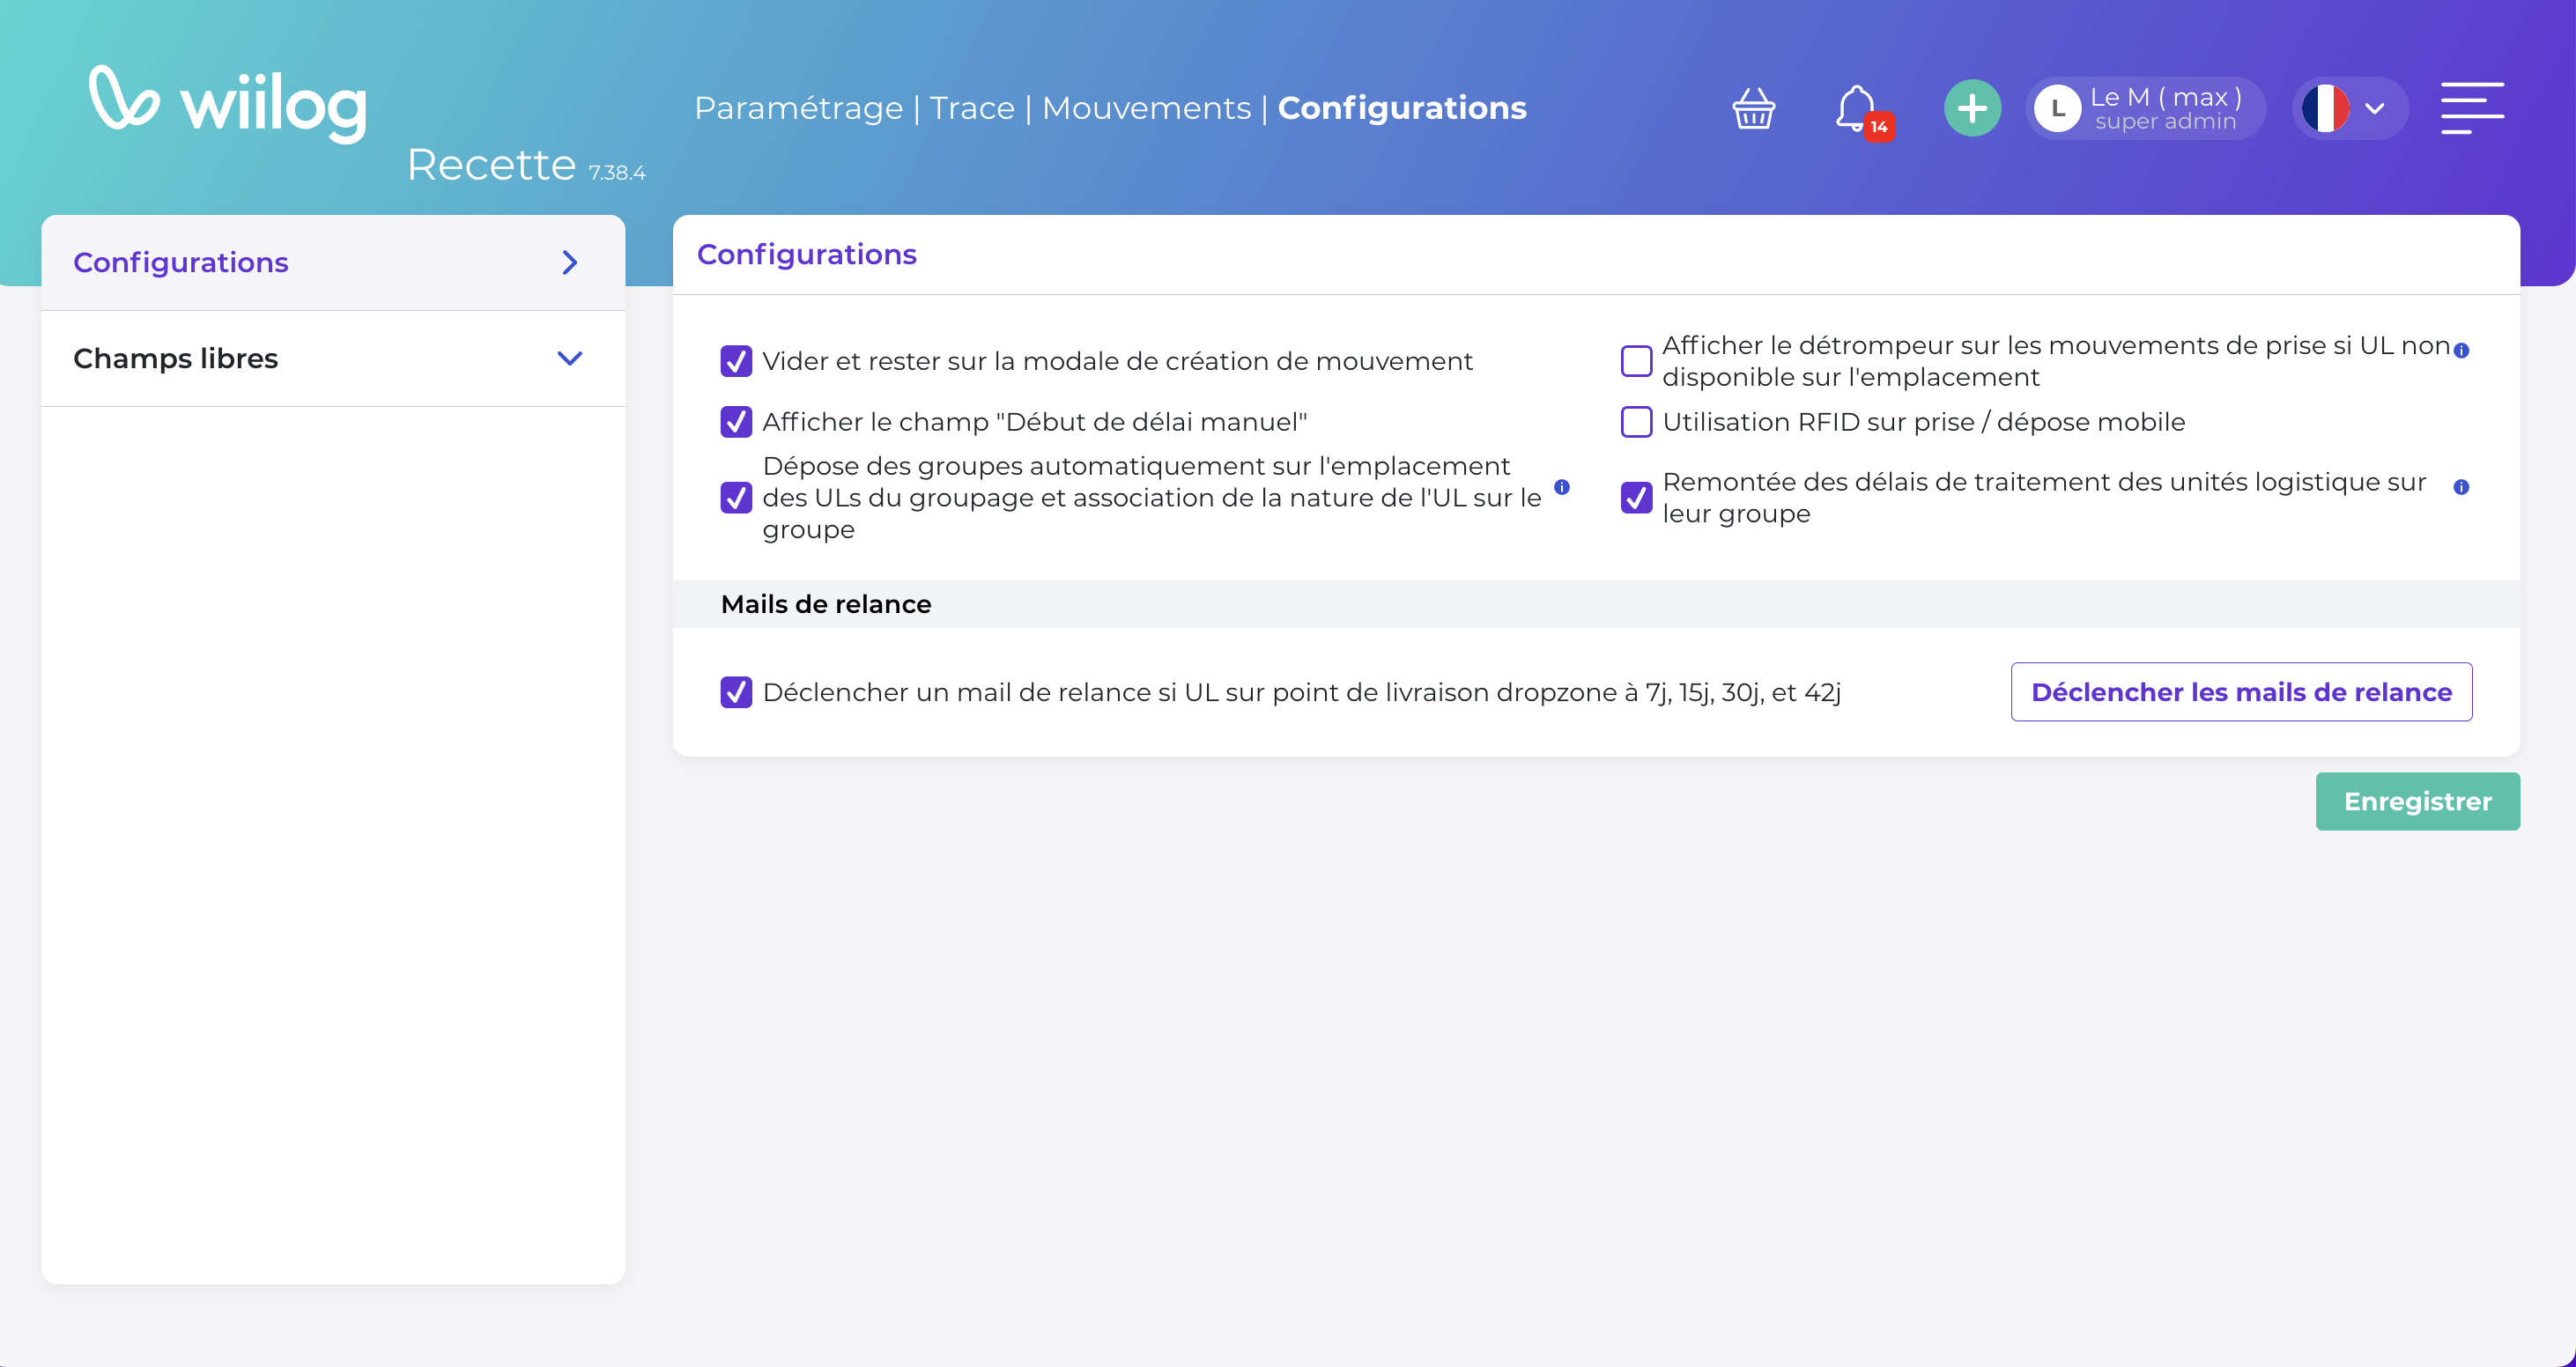 wiilog
Recette 7.38.4
Paramétrage | Trace | Mouvements | Configurations
14
L
Le M ( max )
super admin
Configurations
Champs libres
Configurations
Vider et rester sur la modale de création de mouvement
Afficher le détrompeur sur les mouvements de prise si UL non
disponible sur l'emplacement
Afficher le champ "Début de délai manuel"
Utilisation RFID sur prise / dépose mobile
Dépose des groupes automatiquement sur l'emplacement
des ULs du groupage et association de la nature de l'UL sur le
groupe
Remontée des délais de traitement des unités logistique sur
leur groupe
Mails de relance
Déclencher un mail de relance si UL sur point de livraison dropzone à 7j, 15j, 30j, et 42j
Déclencher les mails de relance
Enregistrer